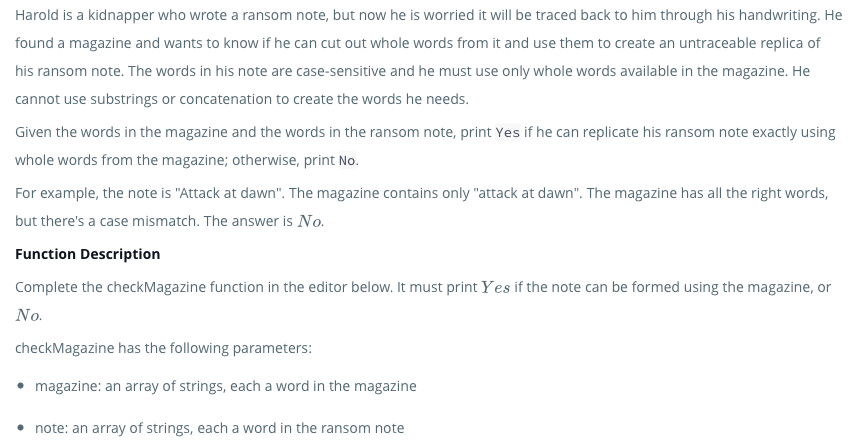 Harold is a kidnapper who wrote a ransom note, but now he is worried it will be traced back to him through his handwriting. He
found a magazine and wants to know if he can cut out whole words from it and use them to create an untraceable replica of
his ransom note. The words in his note are case-sensitive and he must use only whole words available in the magazine. He
cannot use substrings or concatenation to create the words he needs.
Given the words in the magazine and the words in the ransom note, print Yes if he can replicate his ransom note exactly using
whole words from the magazine; otherwise, print No.
For example, the note is "Attack at dawn". The magazine contains only "attack at dawn". The magazine has all the right words,
but there's a case mismatch. The answer is No.
Function Description
Complete the checkMagazine function in the editor below. It must print Yes if the note can be formed using the magazine, or
No.
checkMagazine has the following parameters:
• magazine: an array of strings, each a word in the magazine
• note: an array of strings, each a word in the ransom note